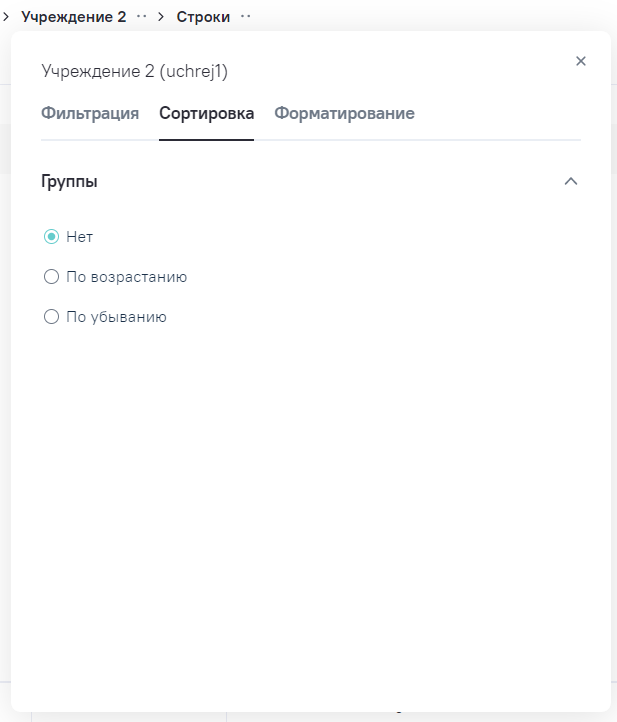 Учреждение 2 ·· > Строки ··
Учреждение 2 (uchrej1)
Фильтрация Сортировка Форматирование
Группы
Нет
По возрастанию
По убыванию